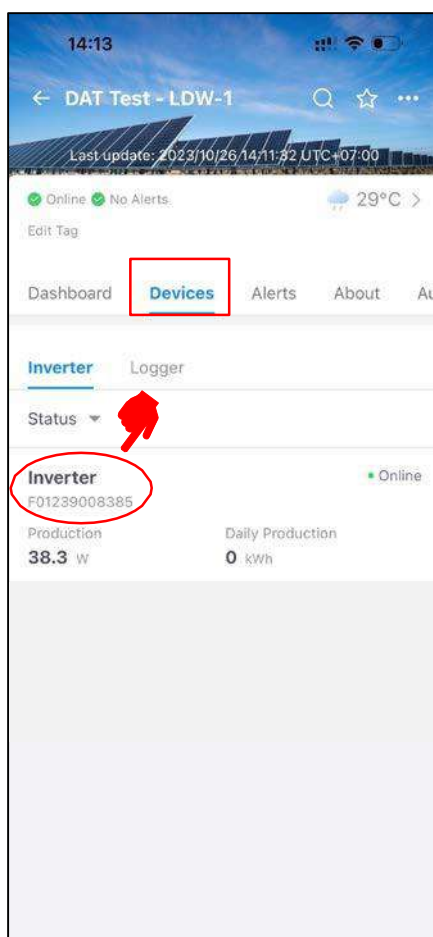 14:13
DAT Test - LDW-1
Last update: 2023/10/26 14:11:32 UTC+07:00
Online No Alerts
29°C
Edit Tag
Dashboard Devices Alerts About Au
Inverter Logger
Status
Inverter
Online
F01239008385
Production Daily Production
38.3 W 0 kWh